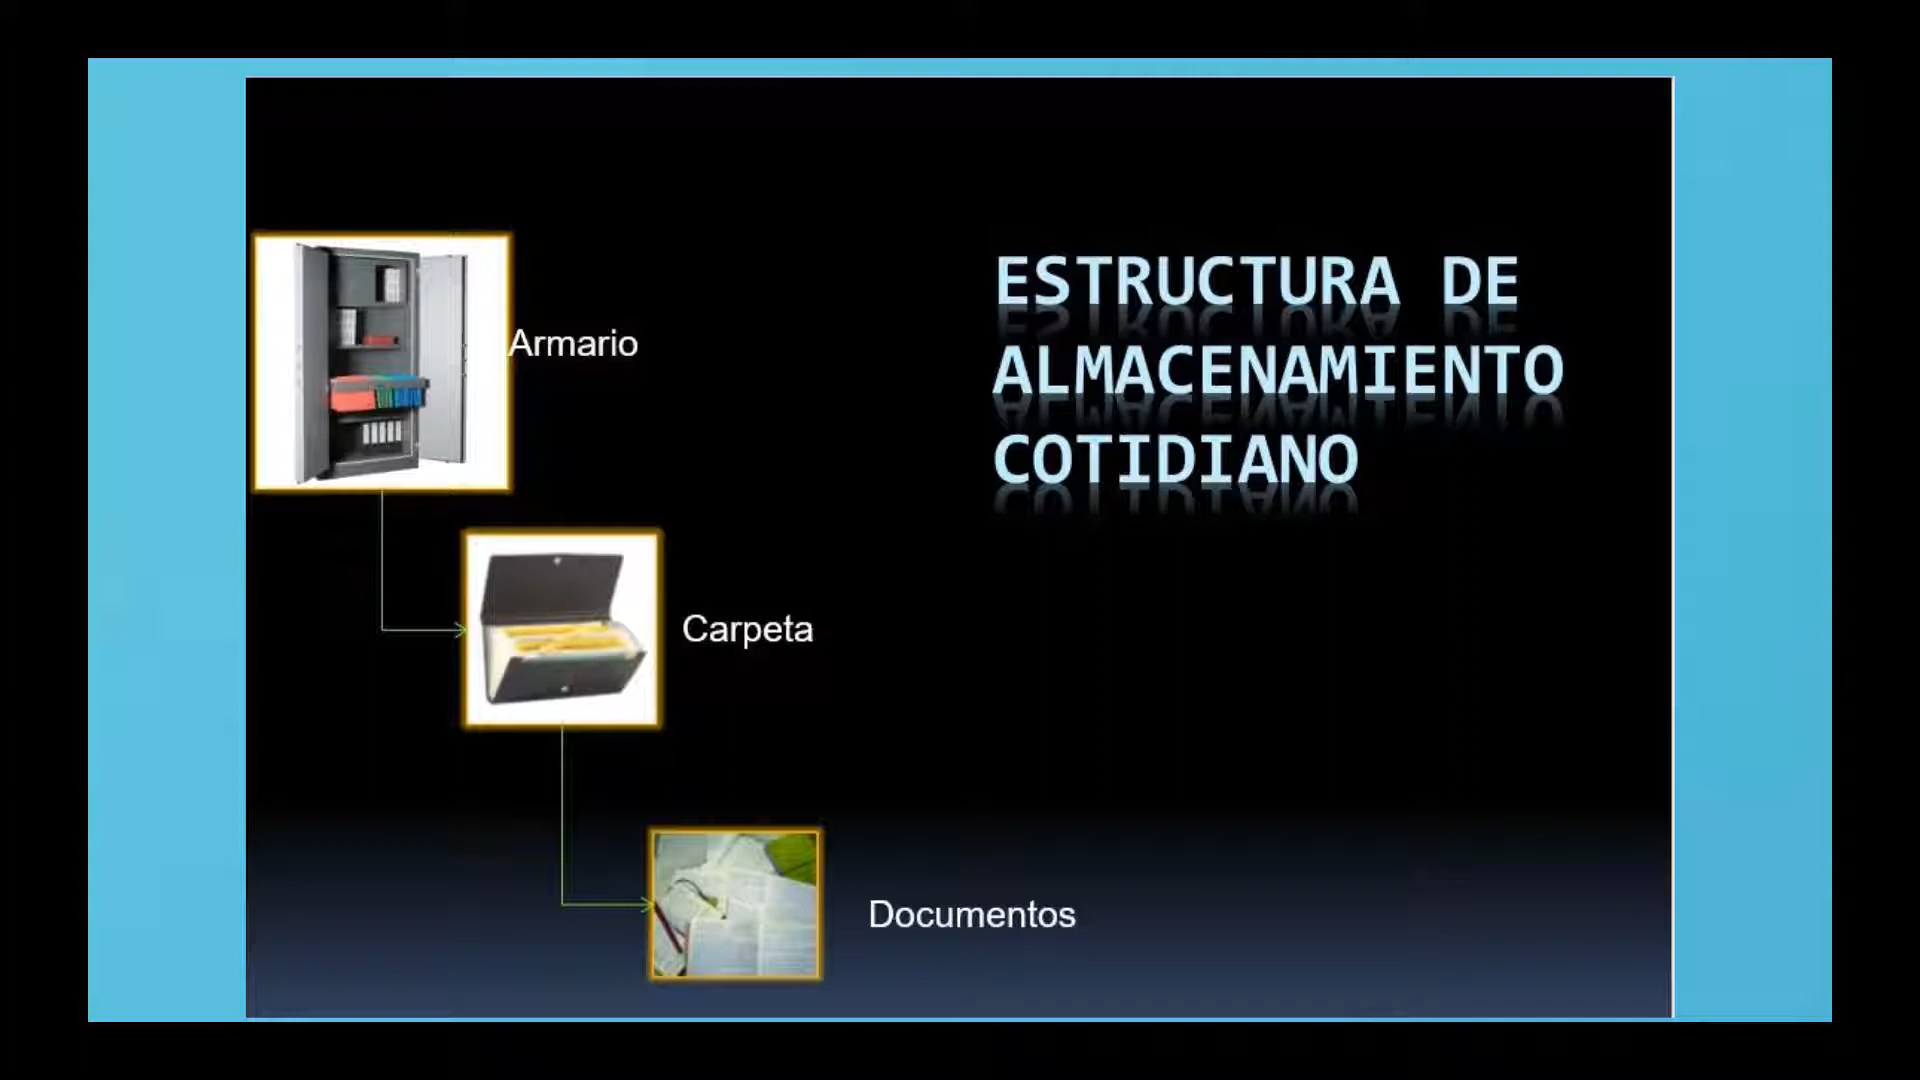 ESTRUCTURA DE
ALMACENAMIENTO
COTIDIANO
Armario
Carpeta
Documentos